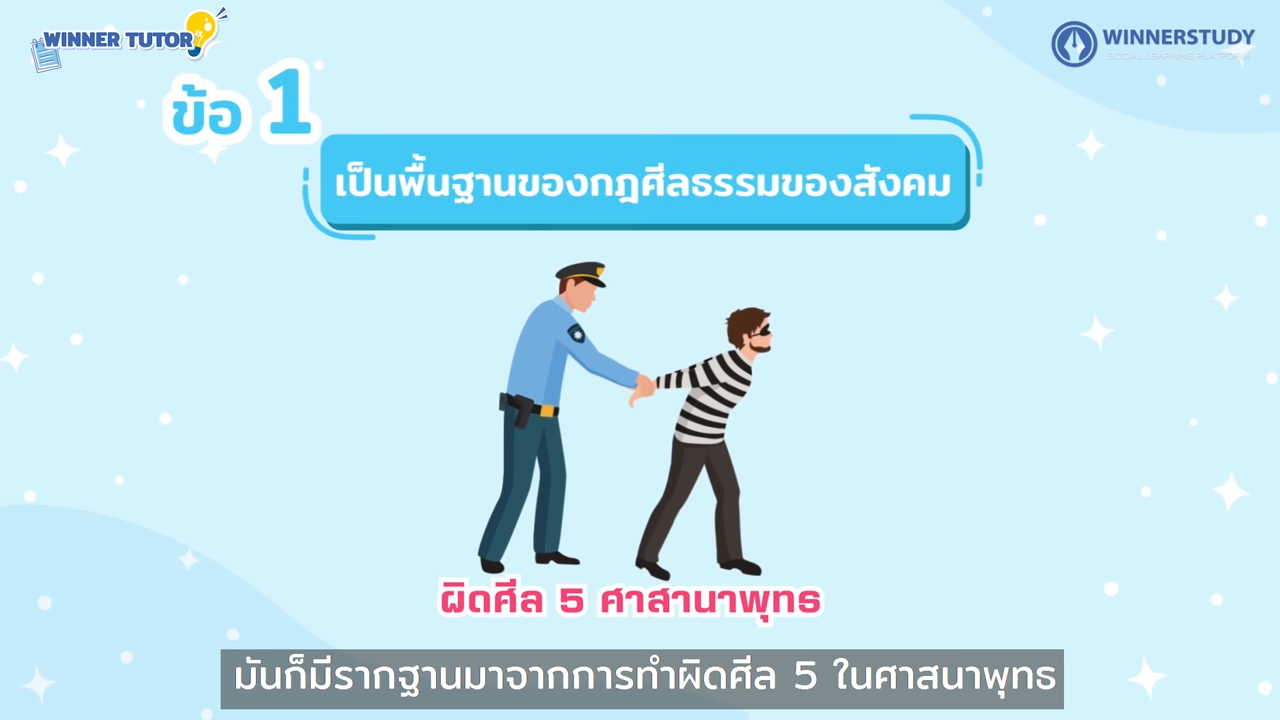 WINNER TUTOR
WINNERSTUDY
SOCIAL LEARNING PLATFORM
ข้อ 1
เป็นพื้นฐานของกฎศีลธรรมของสังคม
ผิดศีล 5 ศาสานาพุทธ
มันก็มีรากฐานมาจากการทำผิดศีล 5 ในศาสนาพุทธ